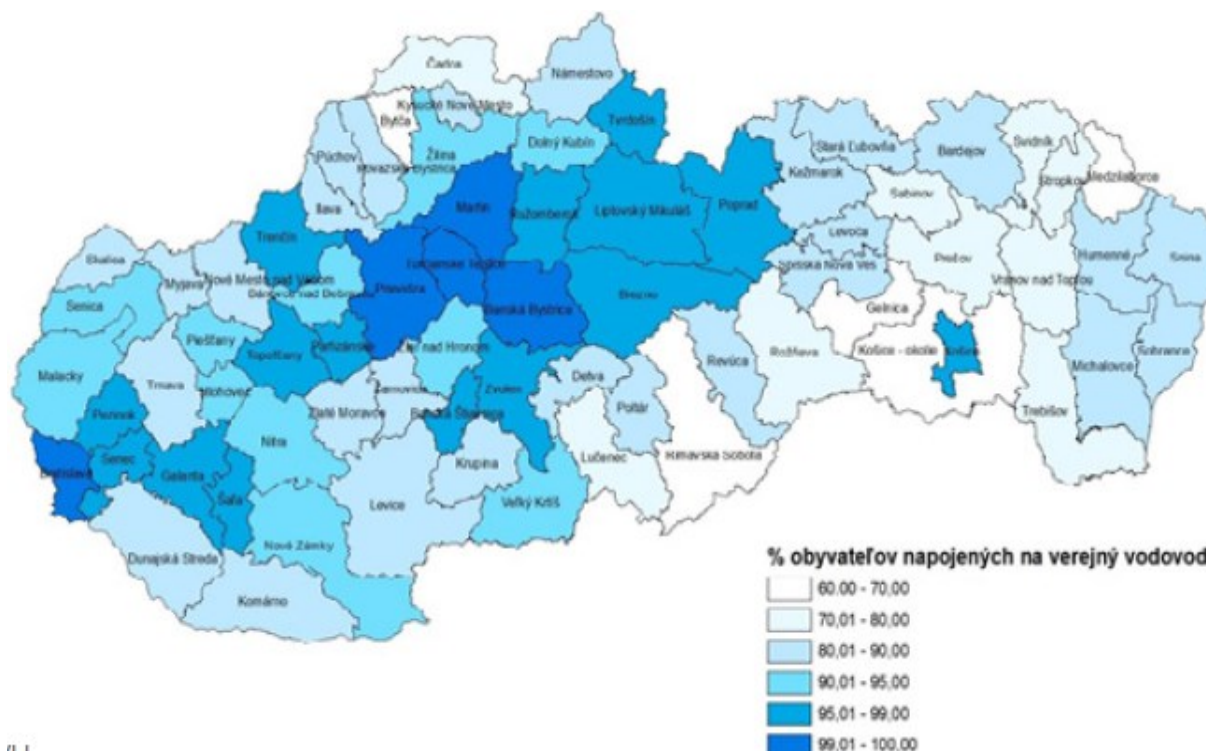 Čadca
Námestovo
Kysucké Nové Mesto
Bytča
Tvrdošín
Dolný Kubín
Žilina
Púchov
Považská Bystrica
Ilava
Martin
Ružomberok
Liptovský Mikuláš
Poprad
Kežmarok
Stará Ľubovňa
Bardejov
Svidník
Stropkov
Medzilaborce
Sabinov
Levoča
Spišská Nová Ves
Prešov
Vranov nad Topľou
Humenné
Snina
Trenčín
Skalica
Myjava
Nové Mesto nad Váhom
Bánovce nad Bebravou
Turčianske Teplice
Prievidza
Banská Bystrica
Brezno
Gelnica
Senica
Piešťany
Topoľčany
Partizánske
Žiar nad Hronom
Revúca
Rožňava
Košice - okolie
Košice
Michalovce
Sobrance
Malacky
Trnava
Hlohovec
Zlaté Moravce
Žarnovica
Banská Štiavnica
Zvolen
Detva
Poltár
Trebišov
Pezinok
Nitra
Krupina
Lučenec
Rimavská Sobota
Bratislava
Senec
Galanta
Šaľa
Levice
Veľký Krtíš
Dunajská Streda
Nové Zámky
Komárno
% obyvateľov napojených na verejný vodovod
60.00 - 70,00
70,01 - 80,00
80,01 - 90,00
90,01 - 95,00
95,01 - 99,00
99,01 - 100,00